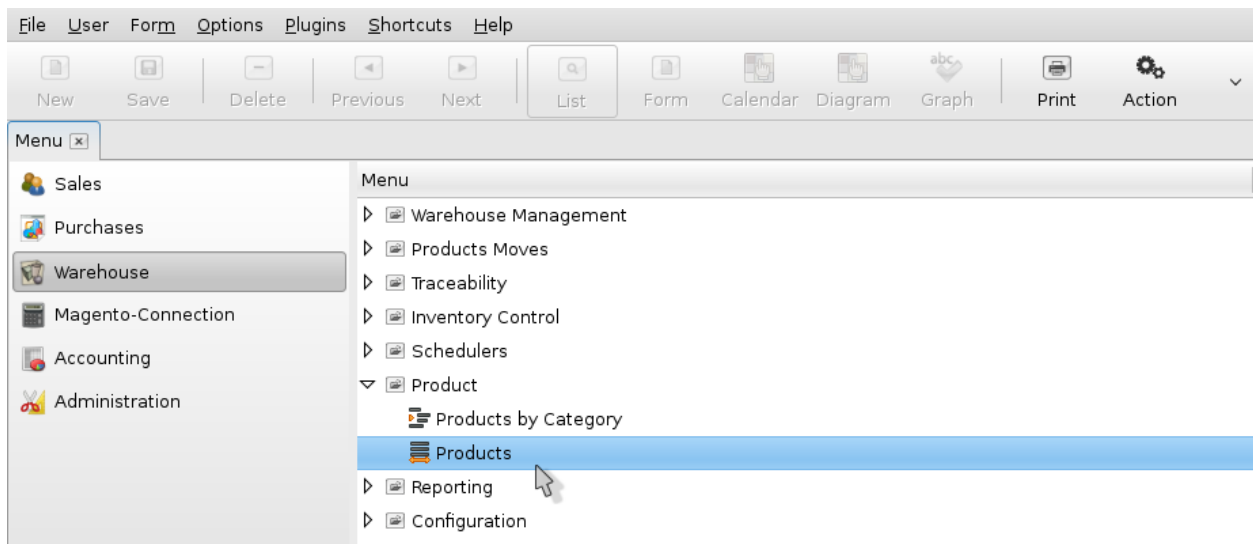 File User Form Options Plugins Shortcuts Help
abc
New Save Delete Previous Next List Form Calendar Diagram Graph Print Action
Menu
Sales
Purchases
Warehouse
Magento-Connection
Accounting
Administration
Menu
Warehouse Management
Products Moves
Traceability
Inventory Control
Schedulers
Product
Products by Category
Products
Reporting
Configuration